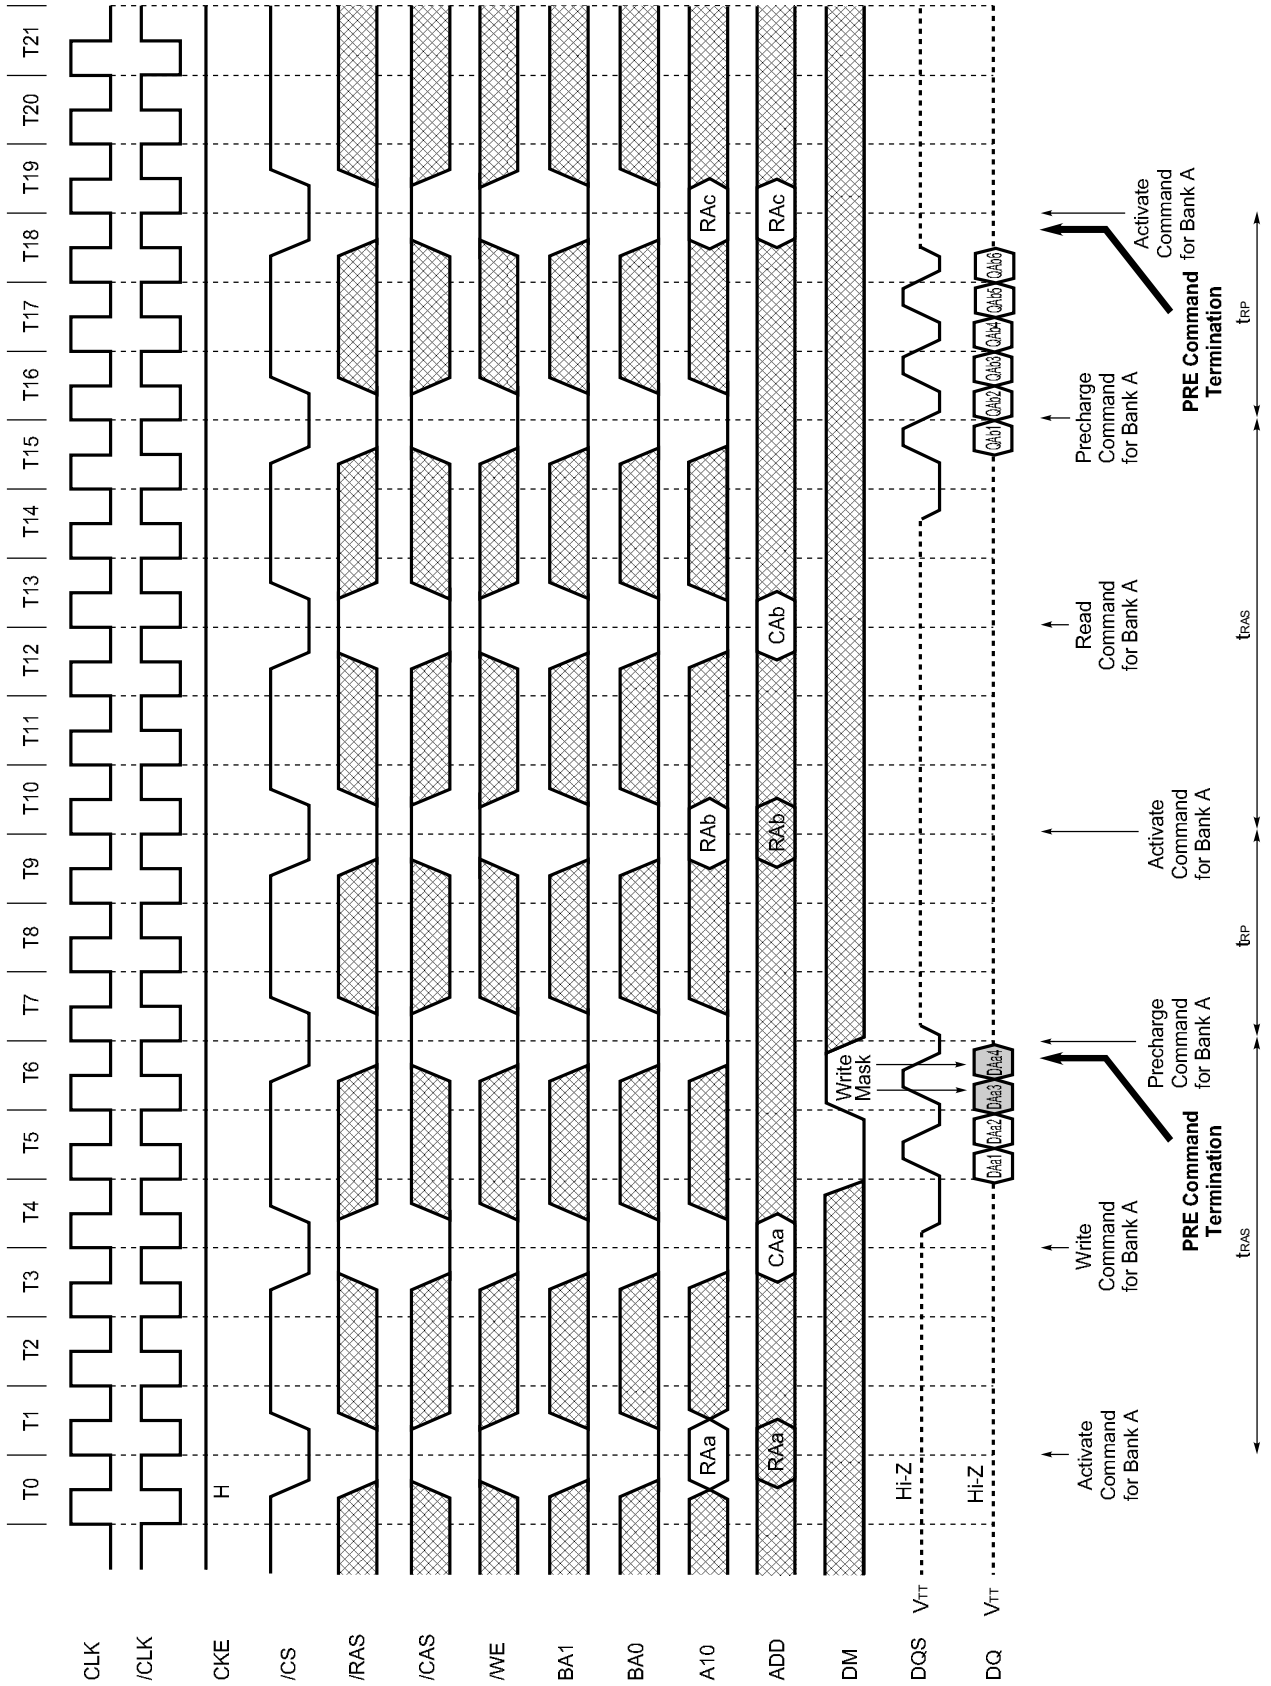 T0 T1 T2 T3 T4 T5 T6 T7 T8 T9 T10 T11 T12 T13 T14 T15 T16 T17 T18 T19 T20 T21
CLK
/CLK
CKE H
/CS
/RAS
/CAS
/WE
BA1
BA0
A10 RAa RAb RAc
ADD RAa CAa RAb CAb RAc
DM
Write
Mask
DQS VTT Hi-Z
DQ VTT Hi-Z DAa1 DAa2 DAa3 DAa4 QAb1 QAb2 QAb3 QAb4 QAb5 QAb6
Activate
Command
for Bank A
Write
Command
for Bank A
Precharge
Command
for Bank A
Activate
Command
for Bank A
Read
Command
for Bank A
Precharge
Command
for Bank A
Activate
Command
for Bank A
PRE Command
Termination
PRE Command
Termination
tRAS tRP tRAS tRP